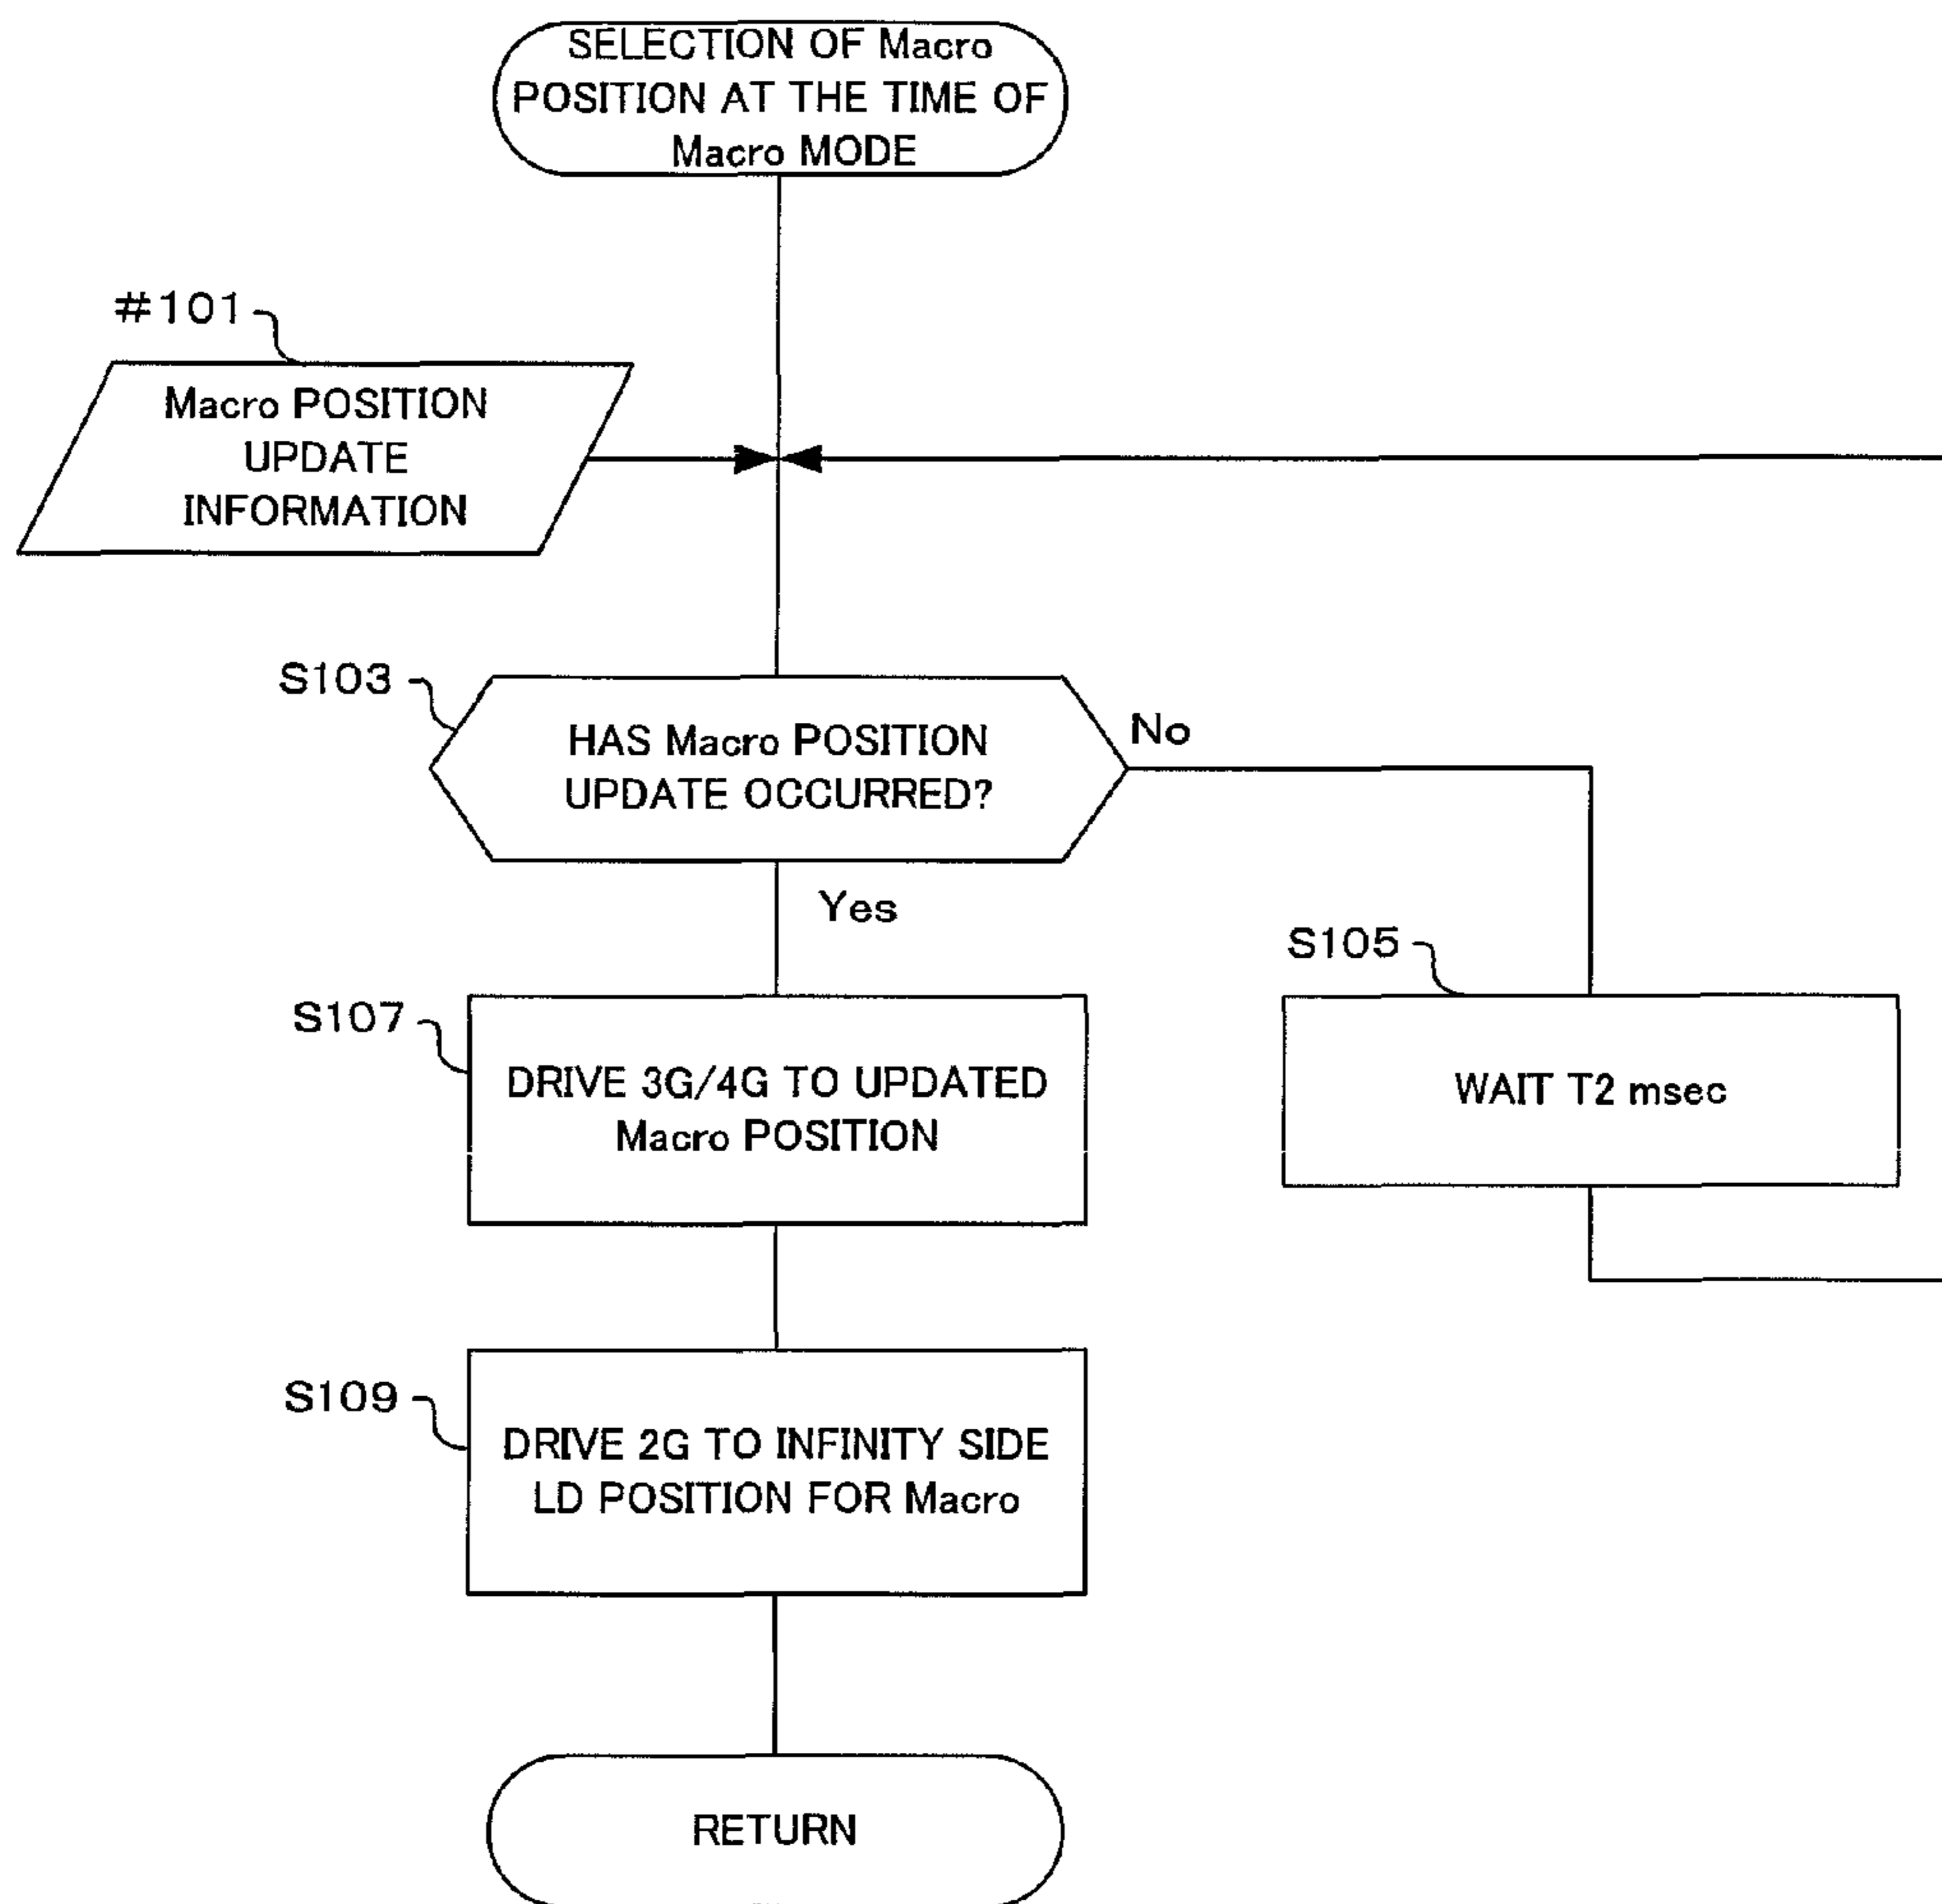 SELECTION OF Macro
POSITION AT THE TIME OF
Macro MODE
#101
Macro POSITION
UPDATE
INFORMATION
S103
HAS Macro POSITION
UPDATE OCCURRED?
No
Yes
S105
WAIT T2 msec
S107
DRIVE 3G/4G TO UPDATED
Macro POSITION
S109
DRIVE 2G TO INFINITY SIDE
LD POSITION FOR Macro
RETURN